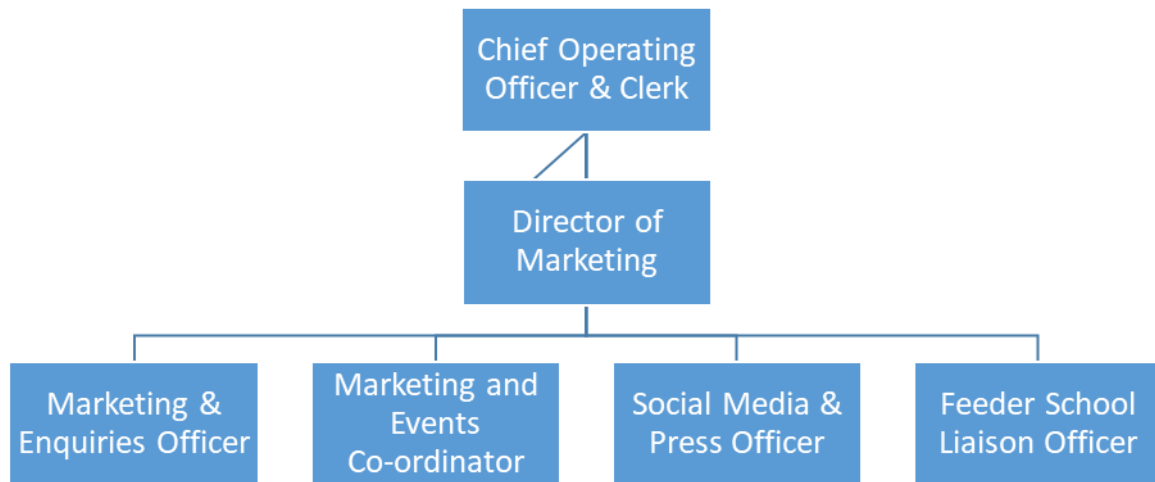 Chief Operating
Officer & Clerk
Director of
Marketing
Marketing &
Enquiries Officer
Marketing and
Events
Co-ordinator
Social Media &
Press Officer
Feeder School
Liaison Officer